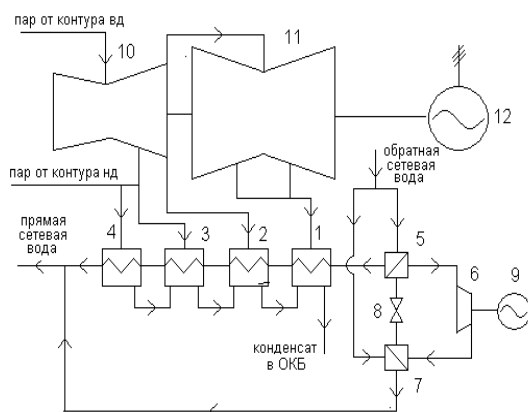 пар от контура вд
10
11
12
обратная
сетевая
вода
пар от контура нд
прямая
сетевая
вода
4
3
2
1
5
6
9
8
7
конденсат
в ОКБ